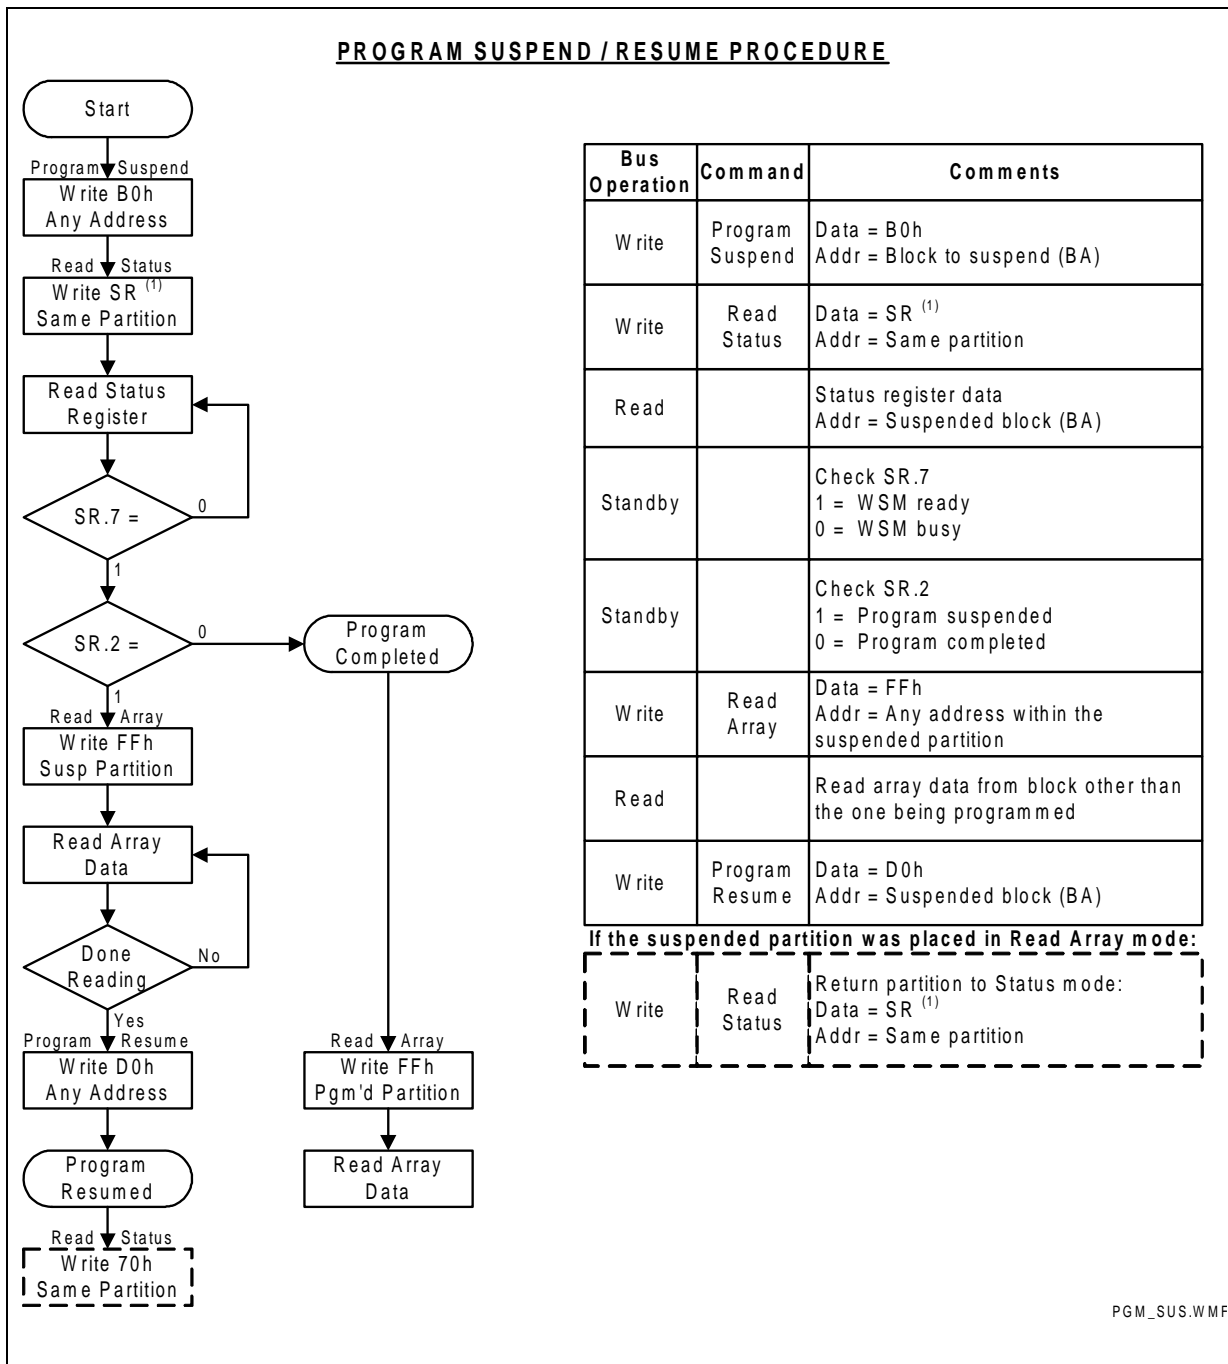 PROGRAM SUSPEND / RESUME PROCEDURE
Start
Program Suspend
Write B0h
Any Address
Read Status
Write SR (1)
Same Partition
Read Status
Register
SR.7 =
0
1
SR.2 =
0
Program
Completed
1
Read Array
Write FFh
Susp Partition
Read Array
Data
Done
Reading
No
Yes
Program Resume
Write D0h
Any Address
Program
Resumed
Read Status
Write 70h
Same Partition
Read Array
Write FFh
Pgm'd Partition
Read Array
Data
Bus
Operation
Command
Comments
Write
Program
Suspend
Data = B0h
Addr = Block to suspend (BA)
Write
Read
Status
Data = SR (1)
Addr = Same partition
Read
Status register data
Addr = Suspended block (BA)
Standby
Check SR.7
1 = WSM ready
0 = WSM busy
Standby
Check SR.2
1 = Program suspended
0 = Program completed
Write
Read
Array
Data = FFh
Addr = Any address within the
suspended partition
Read
Read array data from block other than
the one being programmed
Write
Program
Resume
Data = D0h
Addr = Suspended block (BA)
If the suspended partition was placed in Read Array mode:
Write
Read
Status
Return partition to Status mode:
Data = SR (1)
Addr = Same partition
PGM_SUS.WMF